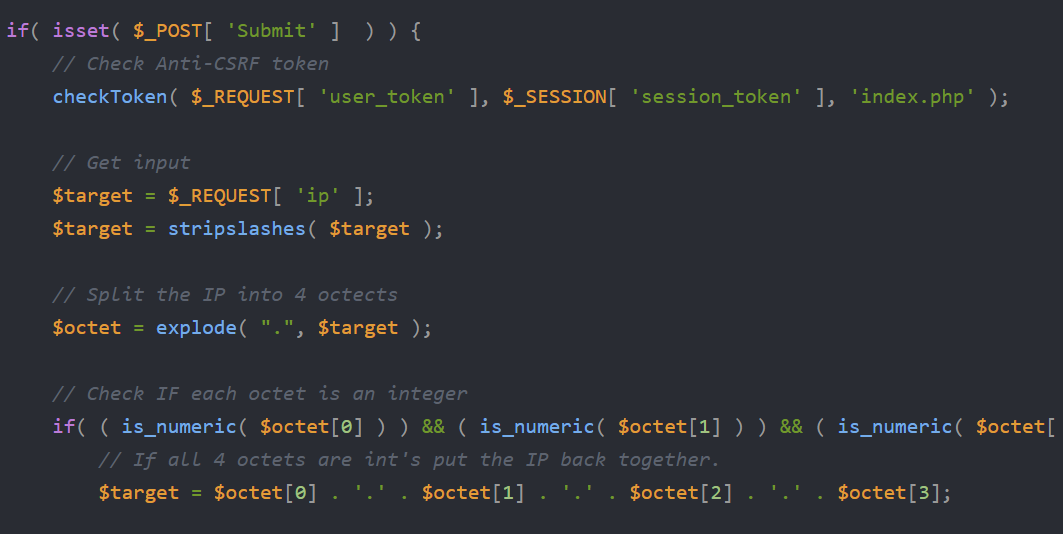 if( isset( $_POST[ 'Submit' ]  ) ) {
    // Check Anti-CSRF token
    checkToken( $_REQUEST[ 'user_token' ], $_SESSION[ 'session_token' ], 'index.php' );
    // Get input
    $target = $_REQUEST[ 'ip' ];
    $target = stripslashes( $target );
    // Split the IP into 4 octects
    $octet = explode( ".", $target );
    // Check IF each octet is an integer
    if( ( is_numeric( $octet[0] ) ) && ( is_numeric( $octet[1] ) ) && ( is_numeric( $octet[
        // If all 4 octets are int's put the IP back together.
        $target = $octet[0] . '.' . $octet[1] . '.' . $octet[2] . '.' . $octet[3];